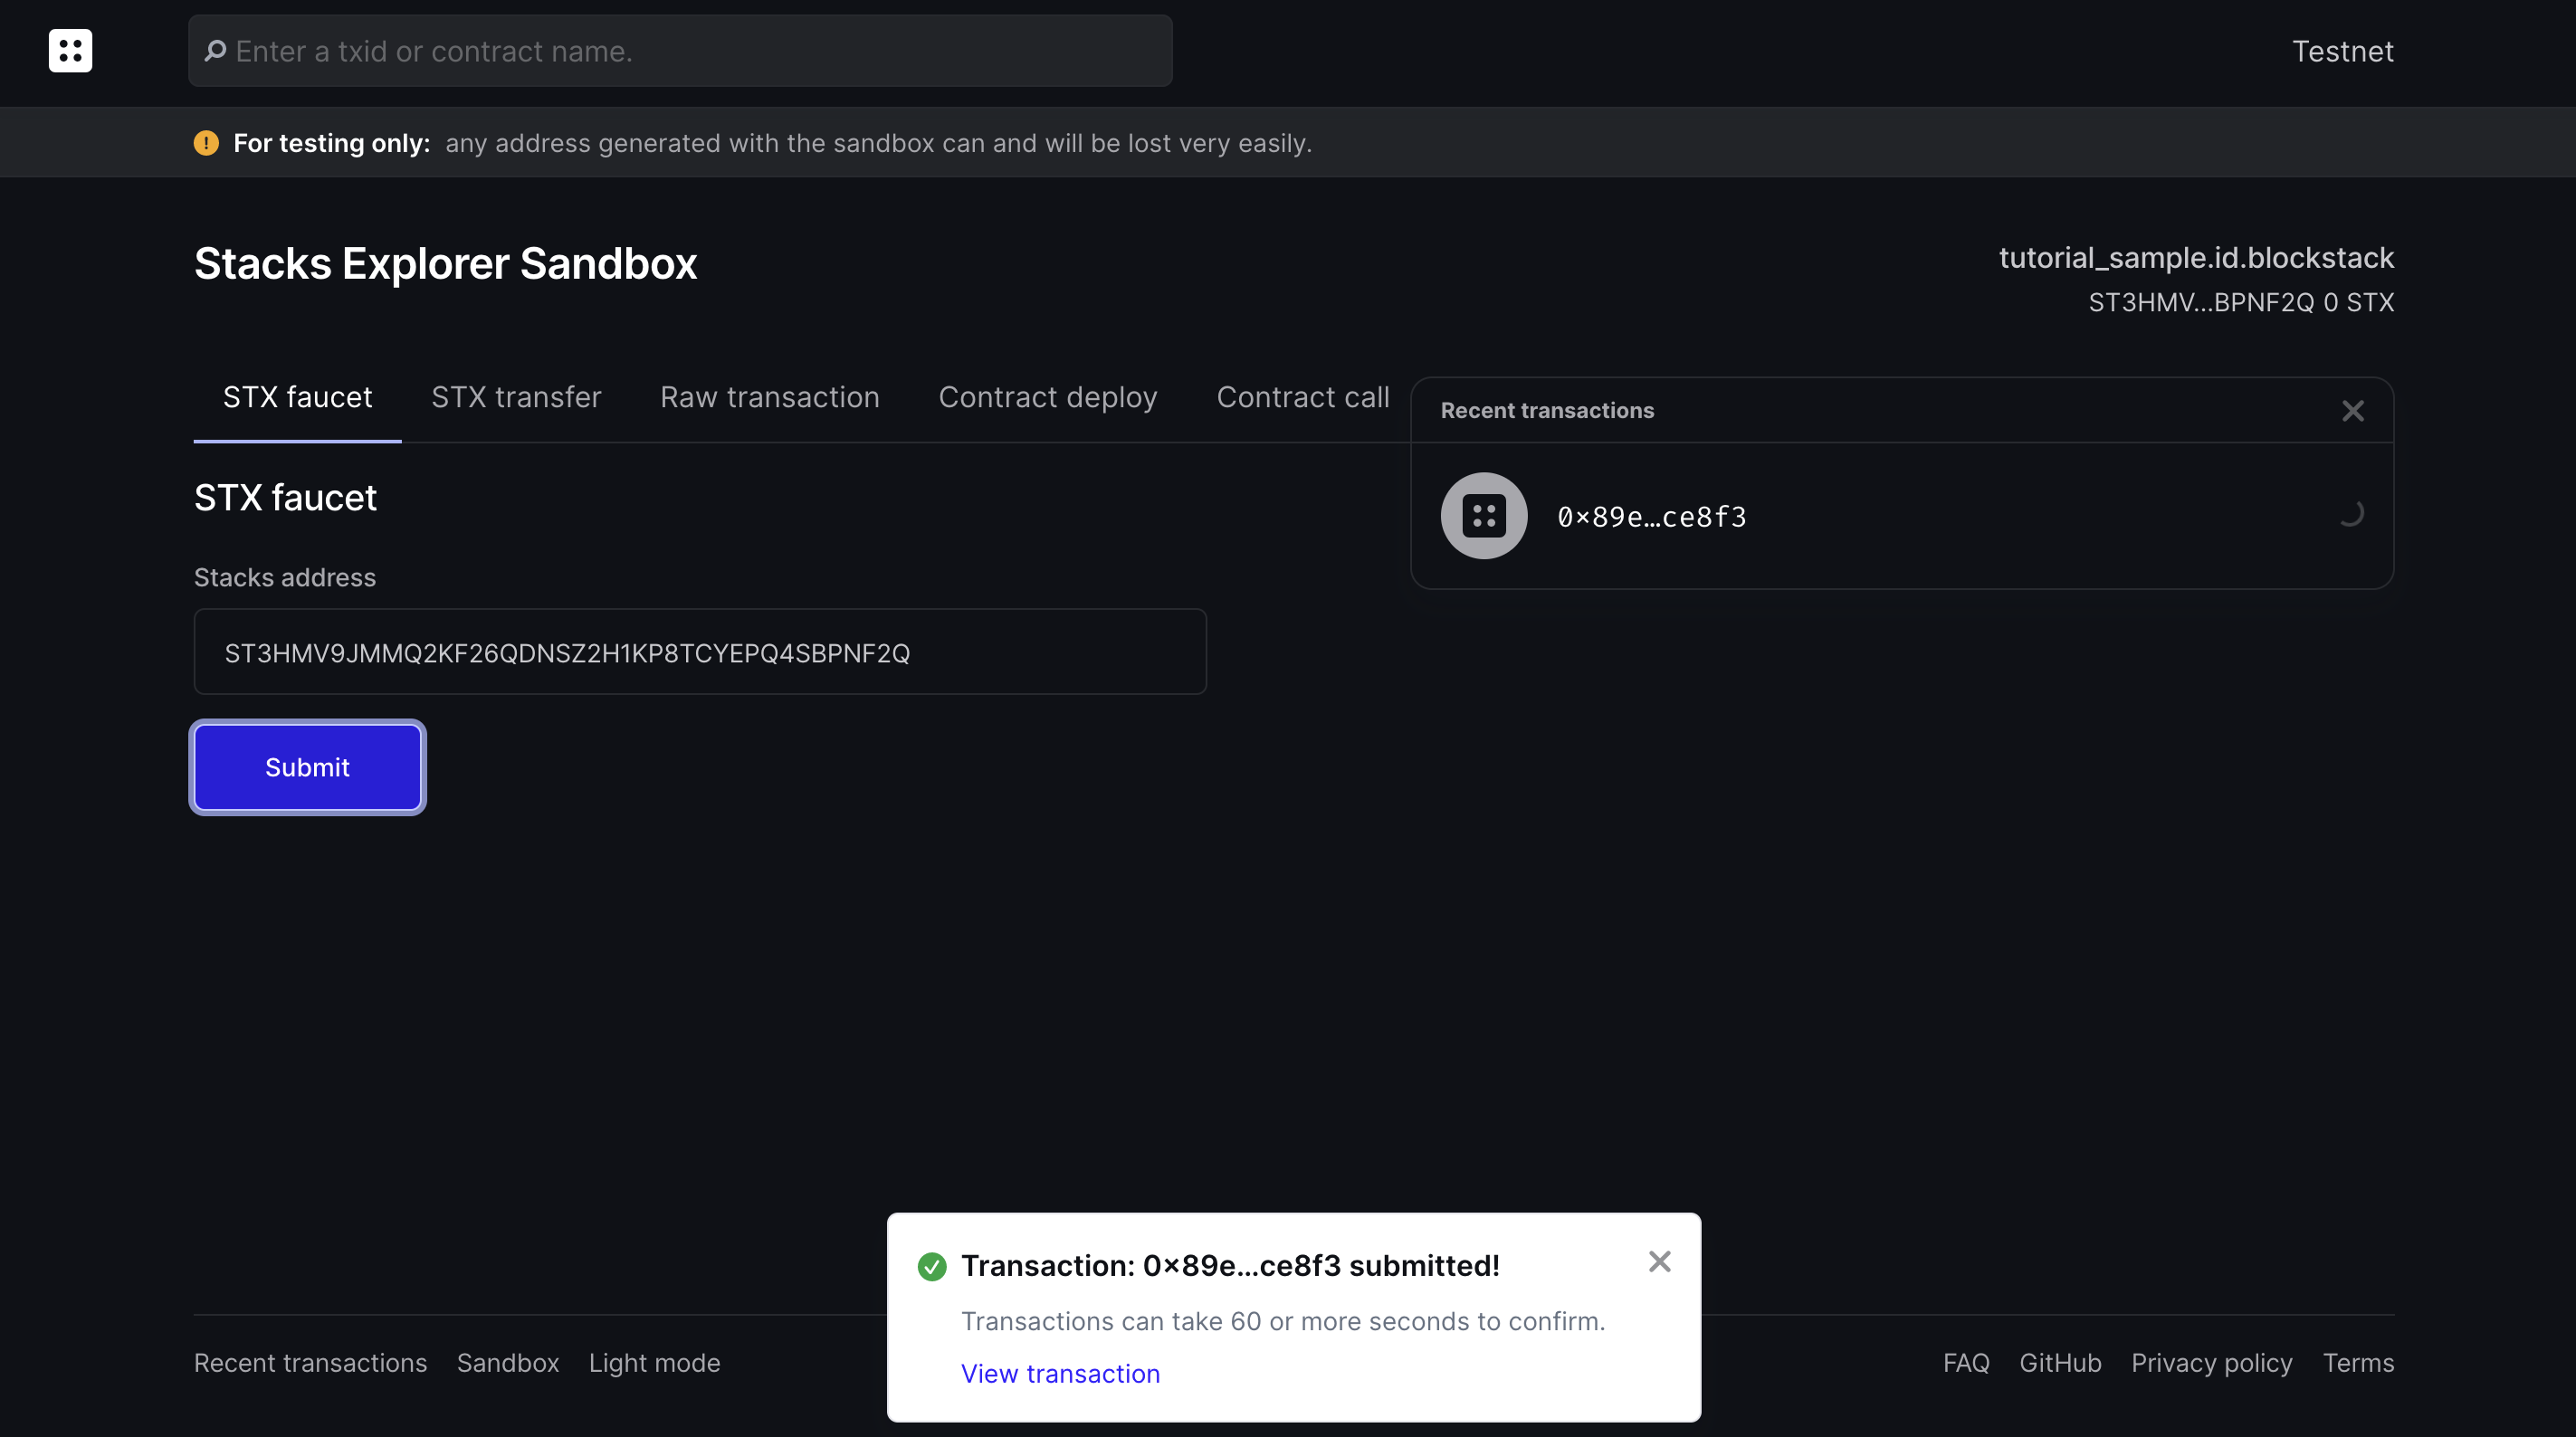 Enter a txid or contract name.
Testnet
For testing only: any address generated with the sandbox can and will be lost very easily.
Stacks Explorer Sandbox
tutorial_sample.id.blockstack
ST3HMV...BPNF2Q 0 STX
STX faucet
STX transfer
Raw transaction
Contract deploy
Contract call
Recent transactions
0×89e…ce8f3
STX faucet
Stacks address
ST3HMV9JMMQ2KF26QDNSZ2H1KP8TCYEPQ4SBPNF2Q
Submit
Transaction: 0×89e…ce8f3 submitted!
Transactions can take 60 or more seconds to confirm.
View transaction
Recent transactions
Sandbox
Light mode
FAQ
GitHub
Privacy policy
Terms